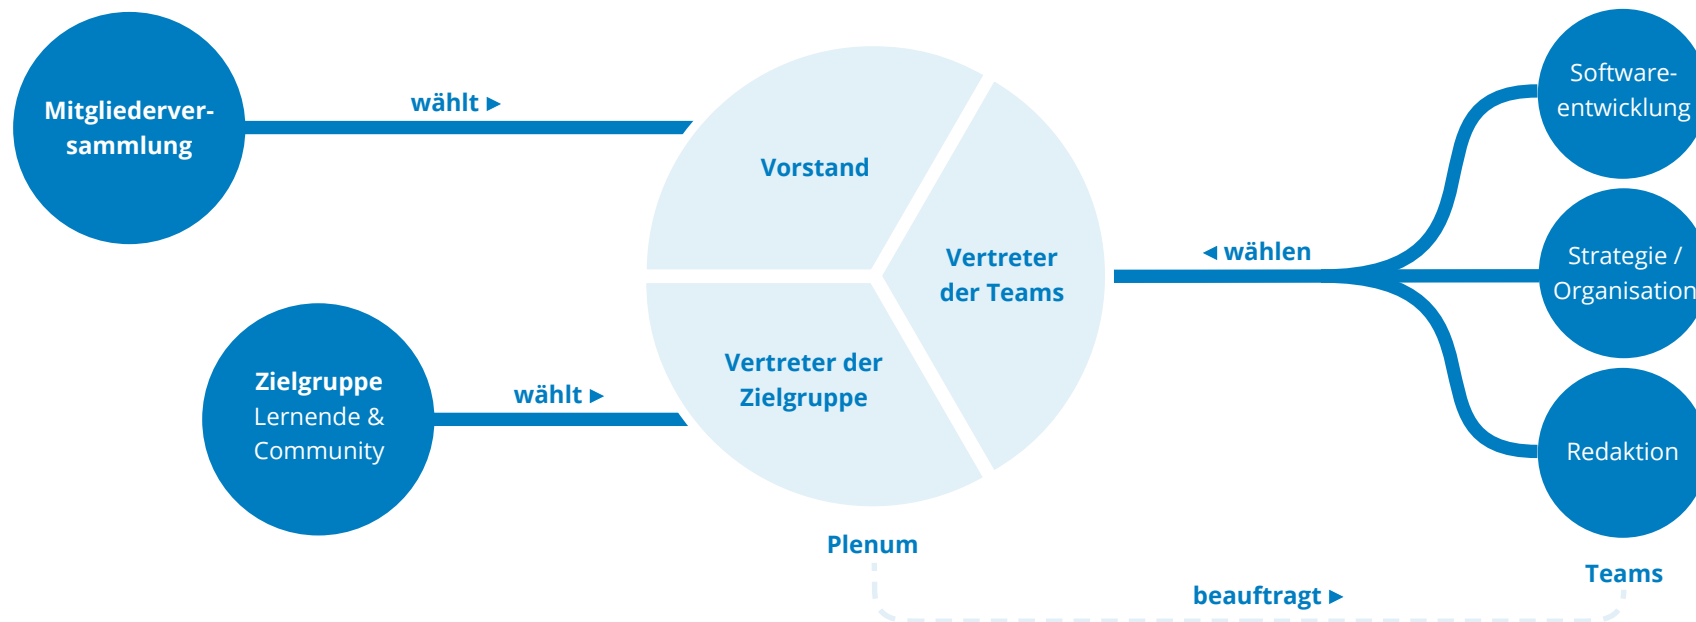 Mitgliederver-
sammlung
wählt ►
Zielgruppe
Lernende &
Community
wählt ►
Vorstand
Vertreter
der Teams
Vertreter der
Zielgruppe
Plenum
◄ wählen
Software-
entwicklung
Strategie /
Organisation
Redaktion
Teams
beauftragt ►